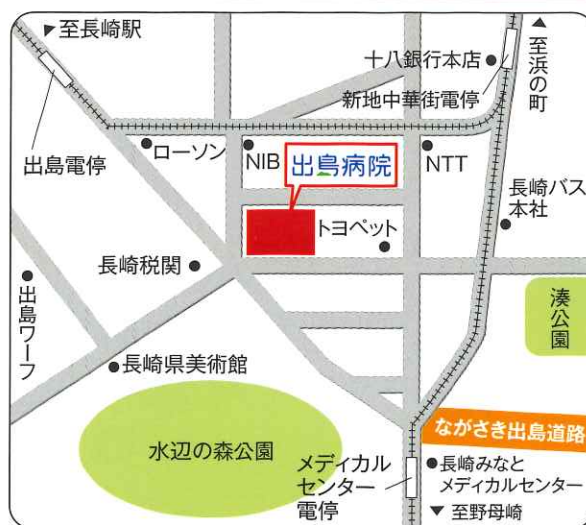 ▼至長崎駅
出島電停
十八銀行本店
新地中華街電停
▲至浜の町
ローソン
NIB
出島病院
NTT
長崎バス
本社
トヨペット
長崎税関
出島ワーフ
湊公園
長崎県美術館
水辺の森公園
ながさき出島道路
メディカル
センター
電停
長崎みなと
メディカルセンター
▼至野母崎